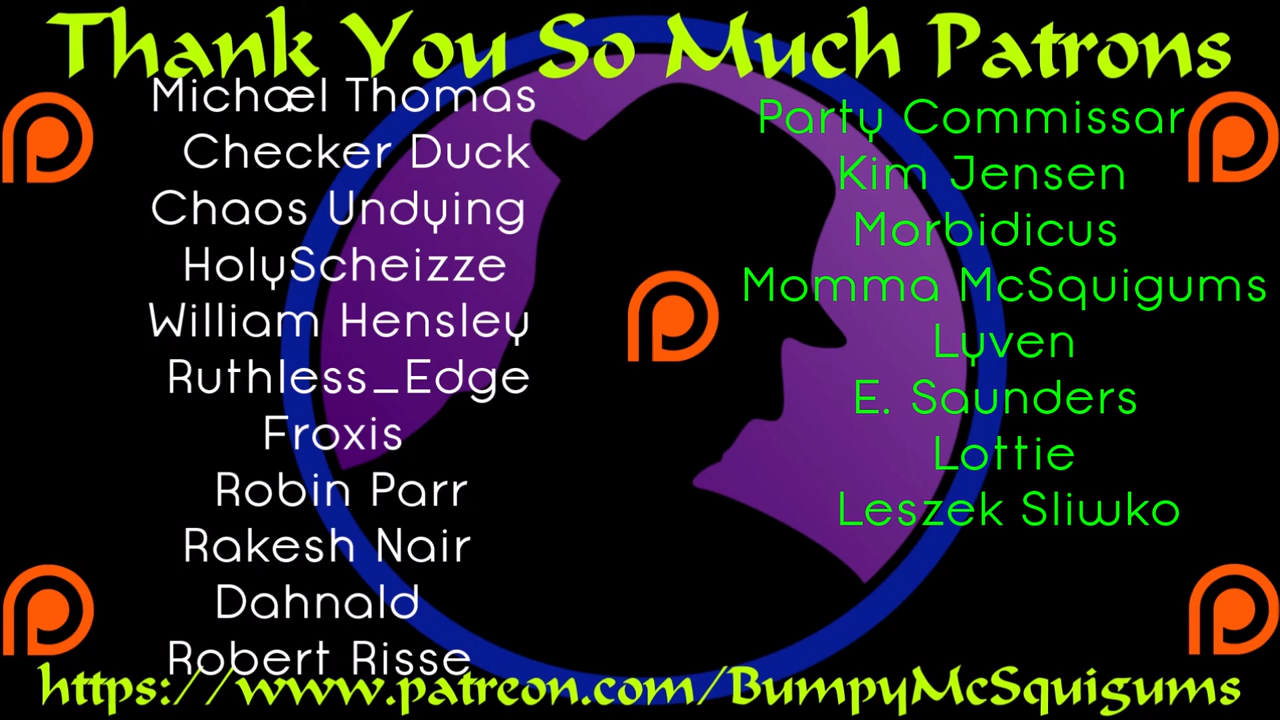 Thank You So Much Patrons
Michæl Thomas
Checker Duck
Chaos Undying
HolyScheizze
William Hensley
Ruthless_Edge
Froxis
Robin Parr
Rakesh Nair
Dahnald
Robert Risse
Party Commissar
Kim Jensen
Morbidicus
Momma McSquigums
Lyven
E. Saunders
Lottie
Leszek Sliwko
https://www.patreon.com/BumpyMcSquigums